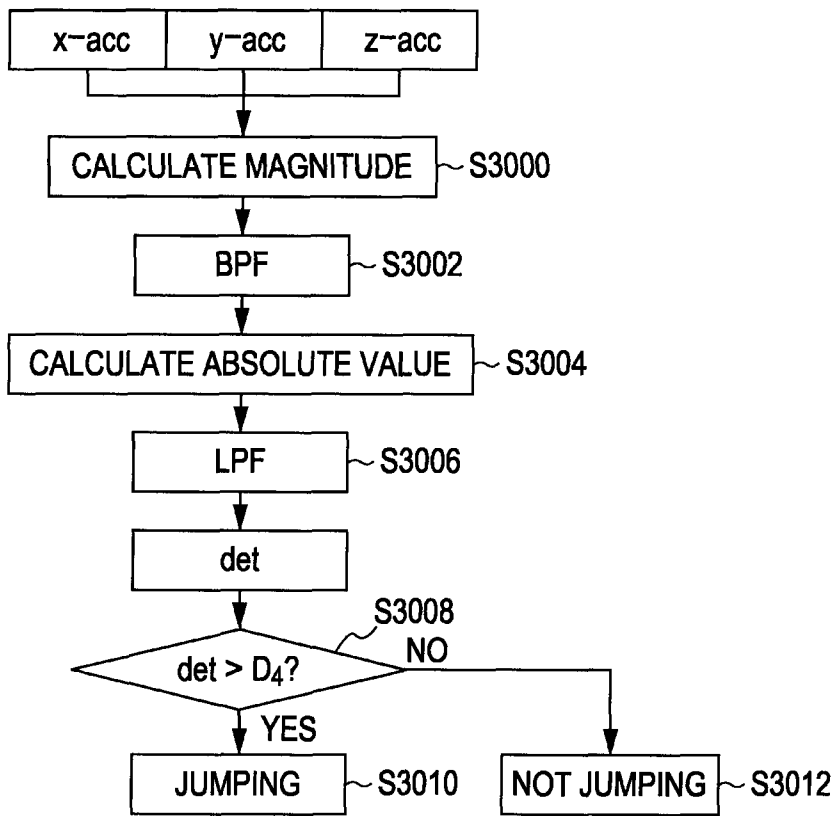 x-acc y-acc z-acc
CALCULATE MAGNITUDE S3000
BPF S3002
CALCULATE ABSOLUTE VALUE S3004
LPF S3006
det
S3008
det > D₄? NO
YES
JUMPING S3010 NOT JUMPING S3012